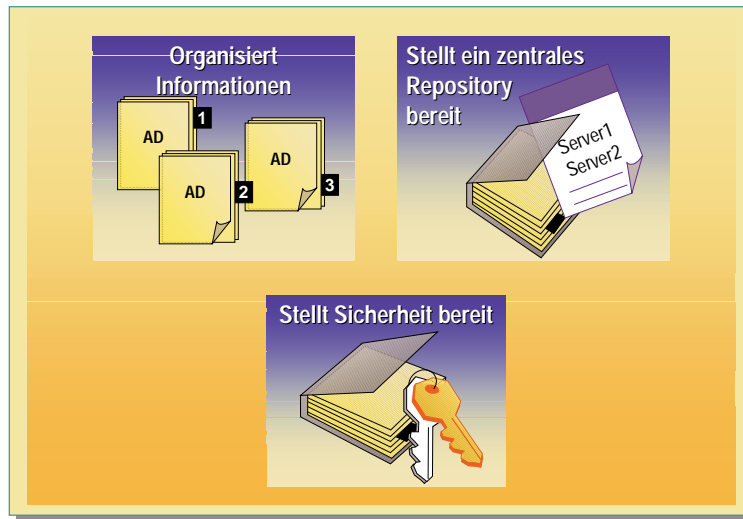 Organisiert
Informationen
AD
1
AD
2
AD
3
Stellt ein zentrales
Repository
bereit
Server1
Server2
Stellt Sicherheit bereit